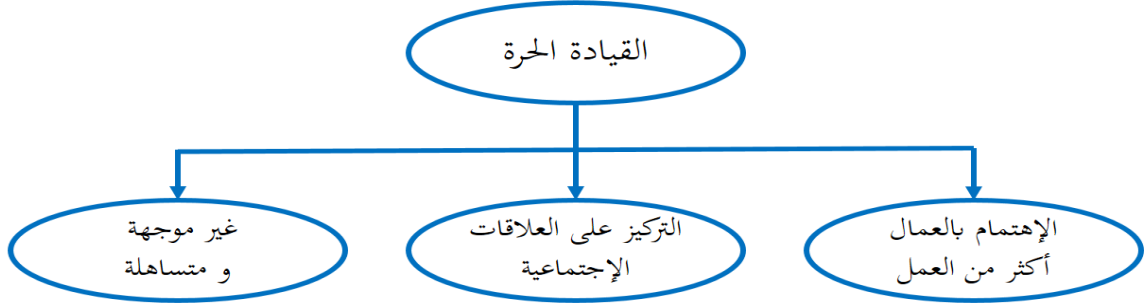 القيادة الحرة
الإهتمام بالعمال
أكثر من العمل
التركيز على العلاقات
الإجتماعية
غير موجهة
و متساهلة